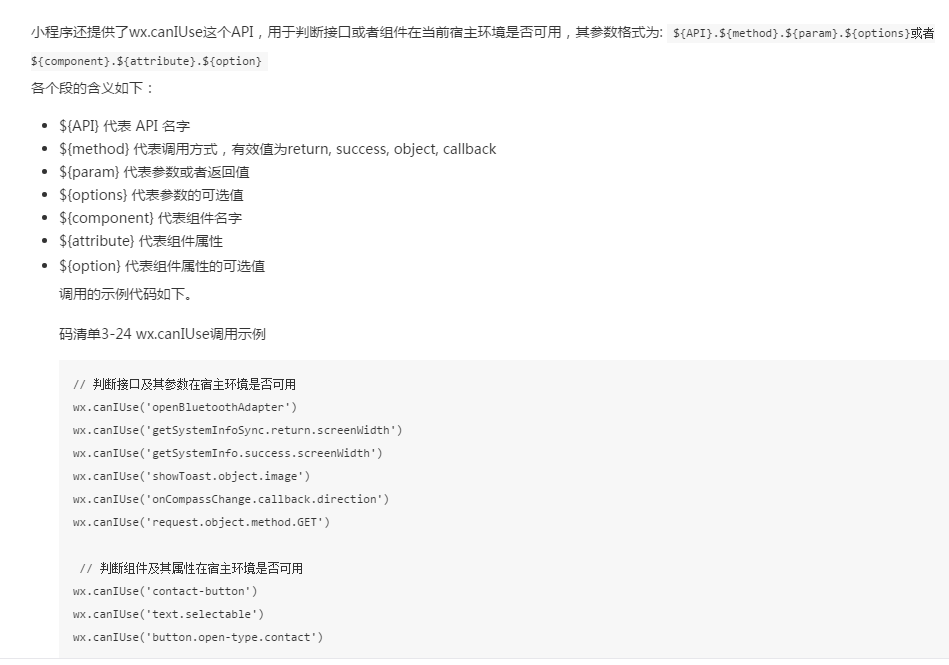 小程序还提供了wx.canIUse这个API，用于判断接口或者组件在当前宿主环境是否可用，其参数格式为: ${API}.${method}.${param}.${options}或者
${component}.${attribute}.${option}
各个段的含义如下：
• ${API} 代表 API 名字
• ${method} 代表调用方式，有效值为return, success, object, callback
• ${param} 代表参数或者返回值
• ${options} 代表参数的可选值
• ${component} 代表组件名字
• ${attribute} 代表组件属性
• ${option} 代表组件属性的可选值
调用的示例代码如下。
码清单3-24 wx.canIUse调用示例
// 判断接口及其参数在宿主环境是否可用
wx.canIUse('openBluetoothAdapter')
wx.canIUse('getSystemInfoSync.return.screenWidth')
wx.canIUse('getSystemInfo.success.screenWidth')
wx.canIUse('showToast.object.image')
wx.canIUse('onCompassChange.callback.direction')
wx.canIUse('request.object.method.GET')
// 判断组件及其属性在宿主环境是否可用
wx.canIUse('contact-button')
wx.canIUse('text.selectable')
wx.canIUse('button.open-type.contact')